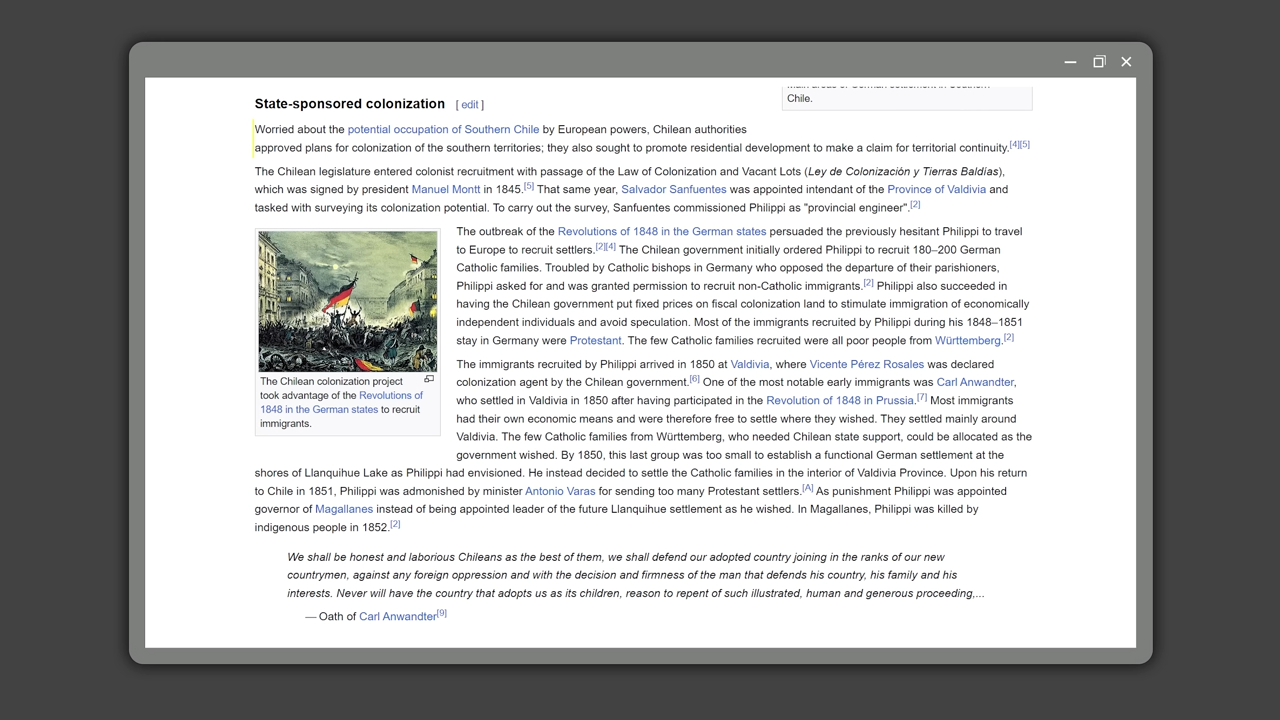 Main areas of German settlement in Southern
Chile.
State-sponsored colonization [ edit ]
Worried about the potential occupation of Southern Chile by European powers, Chilean authorities
approved plans for colonization of the southern territories; they also sought to promote residential development to make a claim for territorial continuity.[4][5]
The Chilean legislature entered colonist recruitment with passage of the Law of Colonization and Vacant Lots (Ley de Colonización y Tierras Baldías),
which was signed by president Manuel Montt in 1845.[5] That same year, Salvador Sanfuentes was appointed intendant of the Province of Valdivia and
tasked with surveying its colonization potential. To carry out the survey, Sanfuentes commissioned Philippi as "provincial engineer".[2]
The Chilean colonization project
took advantage of the Revolutions of
1848 in the German states to recruit
immigrants.
The outbreak of the Revolutions of 1848 in the German states persuaded the previously hesitant Philippi to travel
to Europe to recruit settlers.[2][4] The Chilean government initially ordered Philippi to recruit 180–200 German
Catholic families. Troubled by Catholic bishops in Germany who opposed the departure of their parishioners,
Philippi asked for and was granted permission to recruit non-Catholic immigrants.[2] Philippi also succeeded in
having the Chilean government put fixed prices on fiscal colonization land to stimulate immigration of economically
independent individuals and avoid speculation. Most of the immigrants recruited by Philippi during his 1848–1851
stay in Germany were Protestant. The few Catholic families recruited were all poor people from Württemberg.[2]
The immigrants recruited by Philippi arrived in 1850 at Valdivia, where Vicente Pérez Rosales was declared
colonization agent by the Chilean government.[6] One of the most notable early immigrants was Carl Anwandter,
who settled in Valdivia in 1850 after having participated in the Revolution of 1848 in Prussia.[7] Most immigrants
had their own economic means and were therefore free to settle where they wished. They settled mainly around
Valdivia. The few Catholic families from Württemberg, who needed Chilean state support, could be allocated as the
government wished. By 1850, this last group was too small to establish a functional German settlement at the
shores of Llanquihue Lake as Philippi had envisioned. He instead decided to settle the Catholic families in the interior of Valdivia Province. Upon his return
to Chile in 1851, Philippi was admonished by minister Antonio Varas for sending too many Protestant settlers.[A] As punishment Philippi was appointed
governor of Magallanes instead of being appointed leader of the future Llanquihue settlement as he wished. In Magallanes, Philippi was killed by
indigenous people in 1852.[2]
We shall be honest and laborious Chileans as the best of them, we shall defend our adopted country joining in the ranks of our new
countrymen, against any foreign oppression and with the decision and firmness of the man that defends his country, his family and his
interests. Never will have the country that adopts us as its children, reason to repent of such illustrated, human and generous proceeding,...
— Oath of Carl Anwandter[9]